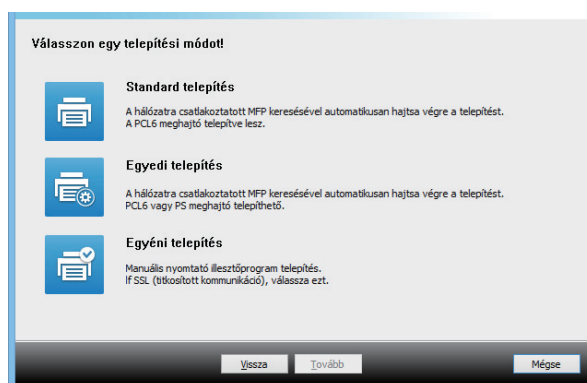 Válasszon egy telepítési módot!
Standard telepítés
A hálózatra csatlakoztatott MFP keresésével automatikusan hajtsa végre a telepítést.
A PCL6 meghajtó telepítve lesz.
Egyedi telepítés
A hálózatra csatlakoztatott MFP keresésével automatikusan hajtsa végre a telepítést.
PCL6 vagy PS meghajtó telepíthető.
Egyéni telepítés
Manuális nyomtató illesztőprogram telepítés.
If SSL (titkosított kommunikáció), válassza ezt.
Vissza Tovább Mégse